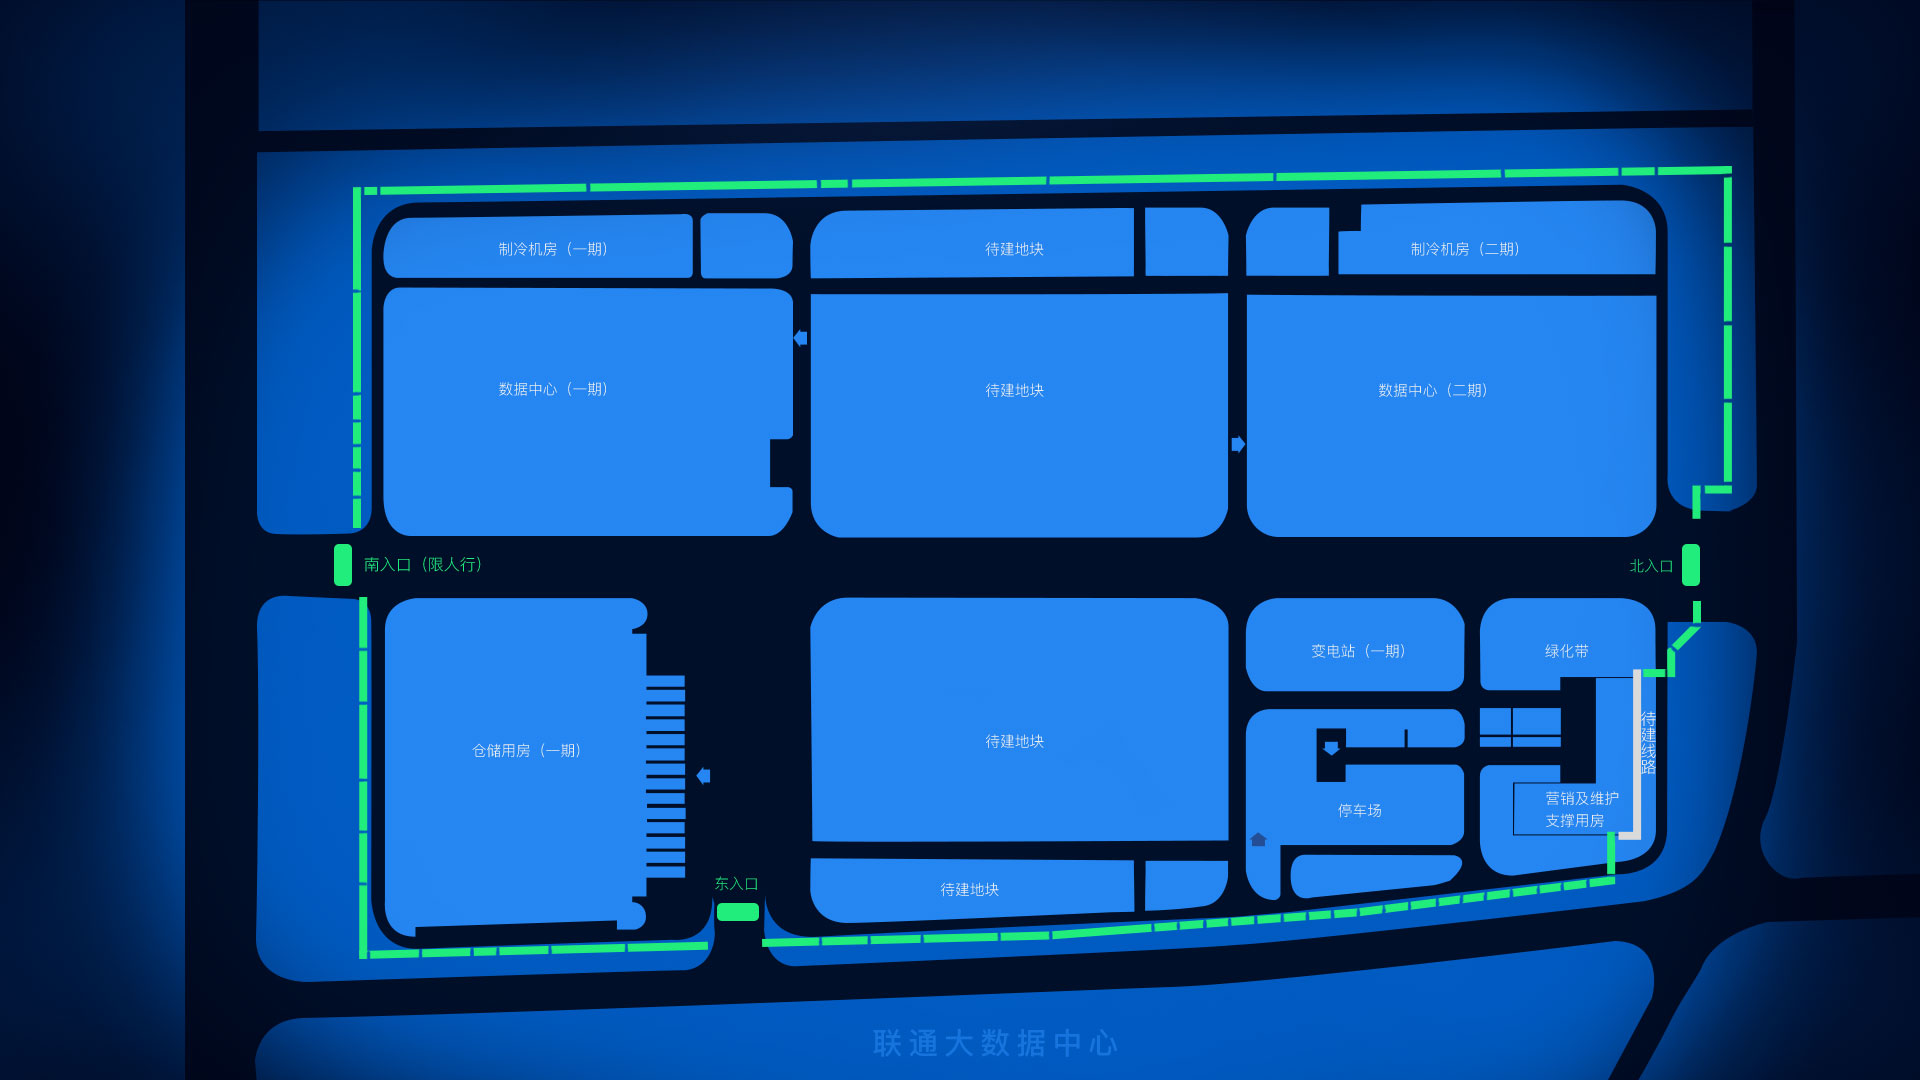 制冷机房（一期）
待建地块
制冷机房（二期）
数据中心（一期）
待建地块
数据中心（二期）
南入口（限人行）
北入口
变电站（一期）
绿化带
仓储用房（一期）
待建地块
待建线路
停车场
营销及维护
支撑用房
东入口
待建地块
联通大数据中心